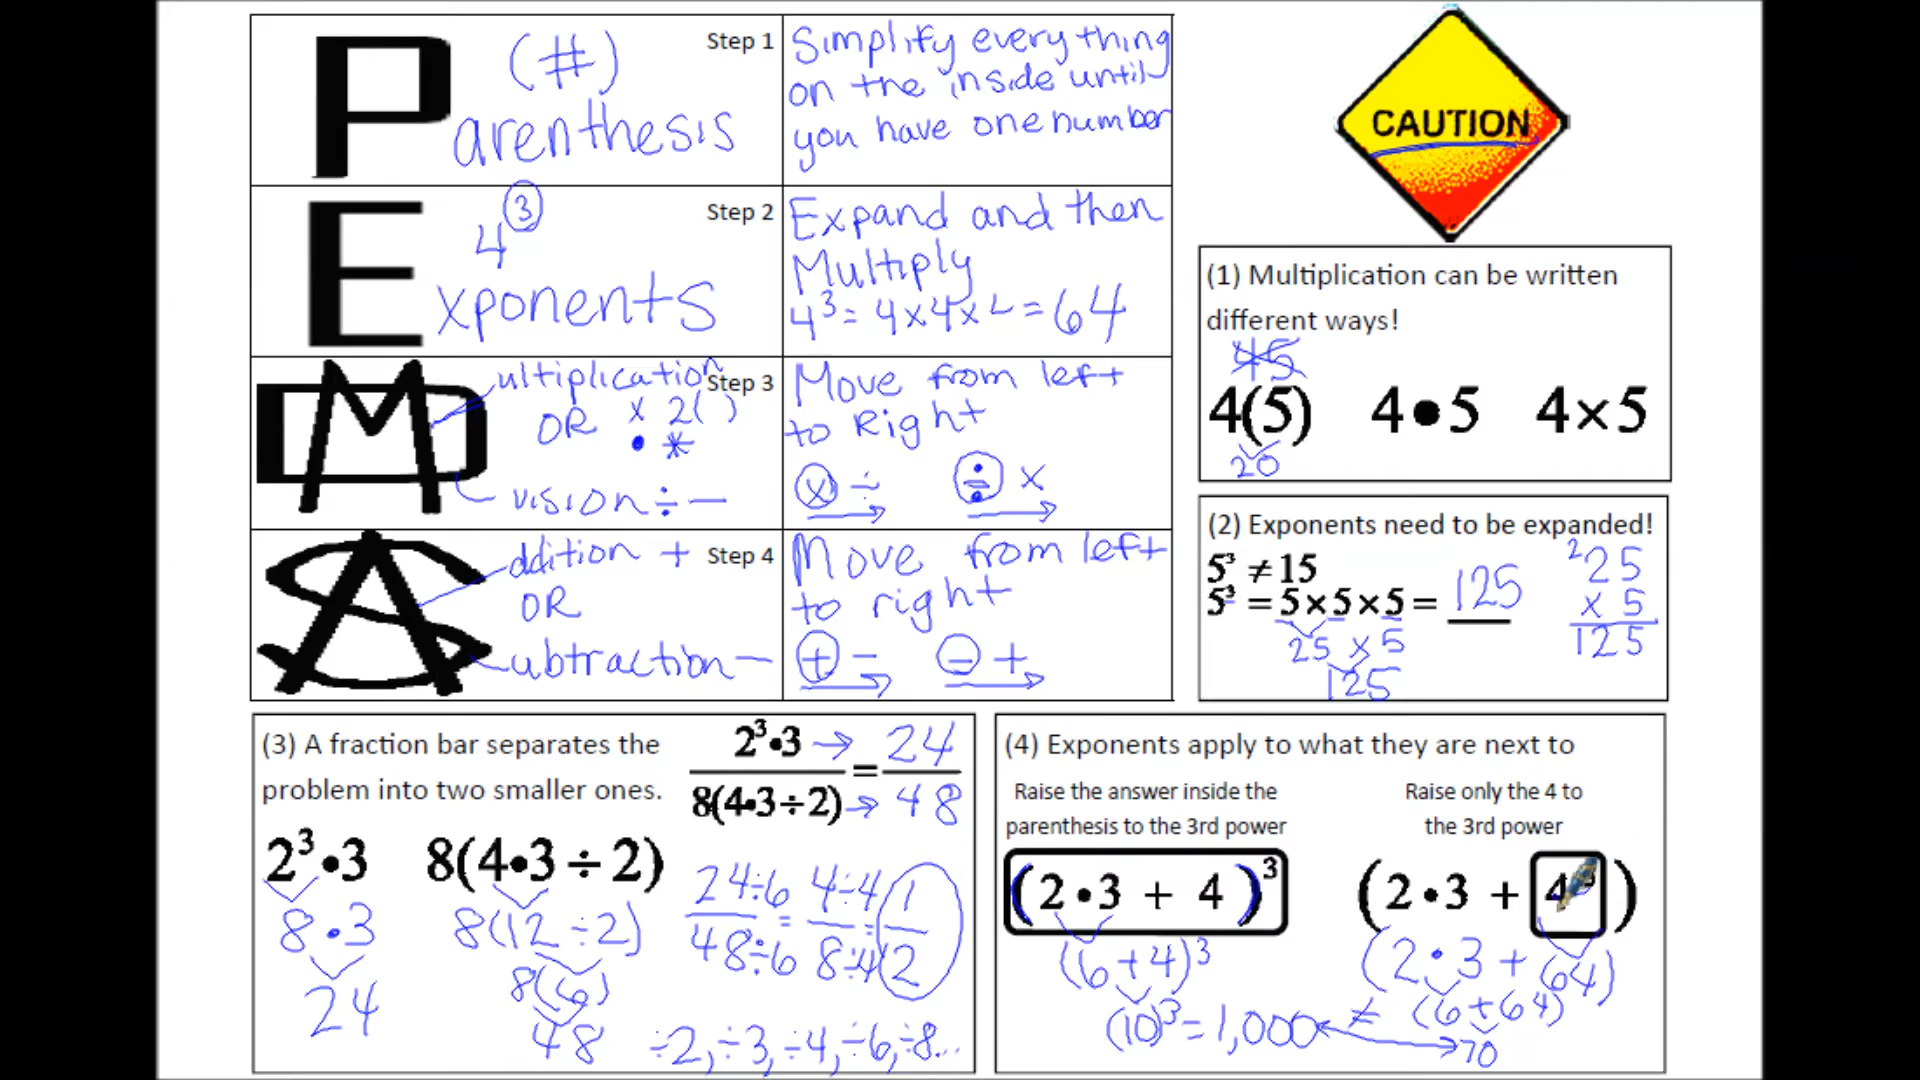 P
(#)
arenthesis
Step 1
Simplify everything
on the inside until
you have one number
E
4³
xponents
Step 2
Expand and then
Multiply
4³ = 4 x 4 x 4 = 64
M D
ultiplication
OR x 2( )
• *
vision ÷ —
Step 3
Move from left
to Right
x ÷ ÷ x
A S
ddition +
OR
ubtraction —
Step 4
Move from left
to right
+ − − +
CAUTION
(1) Multiplication can be written
different ways!
45
4(5) 4•5 4×5
20
(2) Exponents need to be expanded!
5³ ≠ 15
5³ = 5×5×5 = 125
25 x 5
125
²25
x 5
125
(3) A fraction bar separates the
problem into two smaller ones.
2³•3 → 24
=
8(4•3÷2) → 48
2³•3
8•3
24
8(4•3÷2)
8(12÷2)
8(6)
48
24÷6 = 4÷4 = 1
48÷6 8÷4 2
÷2, ÷3, ÷4, ÷6, ÷8...
(4) Exponents apply to what they are next to
Raise the answer inside the
parenthesis to the 3rd power
(2•3 + 4)³
(6+4)³
(10)³ = 1,000
≠
Raise only the 4 to
the 3rd power
(2•3 + 4³)
(2•3 + 64)
(6+64)
70